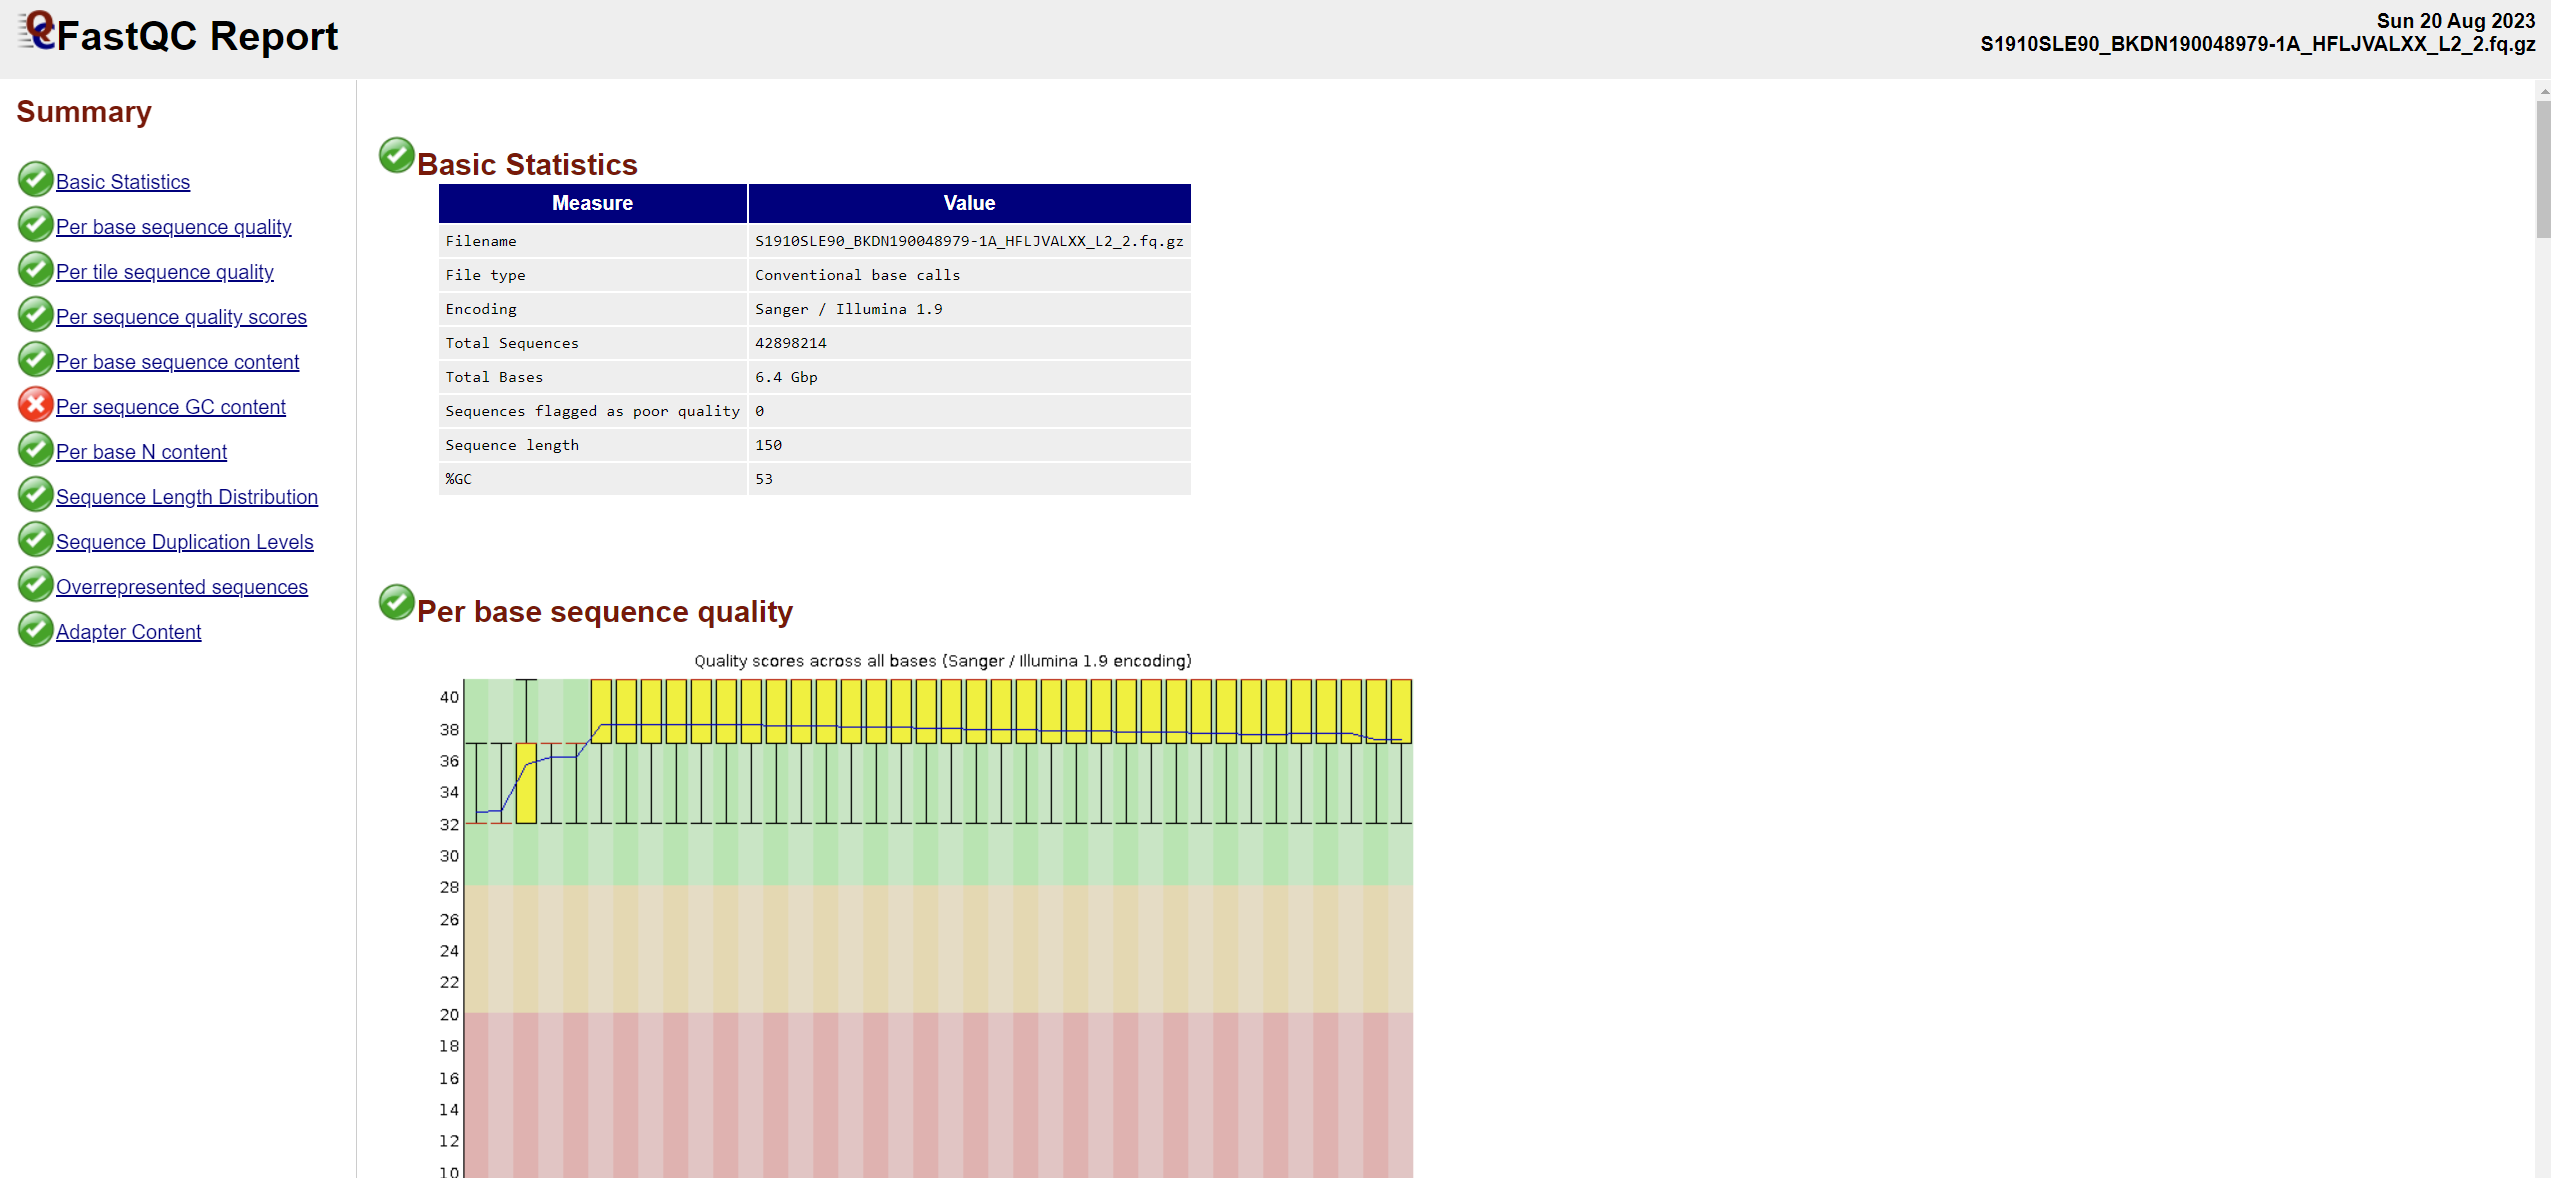 FastQC Report
Sun 20 Aug 2023
S1910SLE90_BKDN190048979-1A_HFLJVALXX_L2_2.fq.gz
Summary
Basic Statistics
Per base sequence quality
Per tile sequence quality
Per sequence quality scores
Per base sequence content
Per sequence GC content
Per base N content
Sequence Length Distribution
Sequence Duplication Levels
Overrepresented sequences
Adapter Content
Basic Statistics
Measure Value
Filename S1910SLE90_BKDN190048979-1A_HFLJVALXX_L2_2.fq.gz
File type Conventional base calls
Encoding Sanger / Illumina 1.9
Total Sequences 42898214
Total Bases 6.4 Gbp
Sequences flagged as poor quality 0
Sequence length 150
%GC 53
Per base sequence quality
Quality scores across all bases (Sanger / Illumina 1.9 encoding)
40
38
36
34
32
30
28
26
24
22
20
18
16
14
12
10